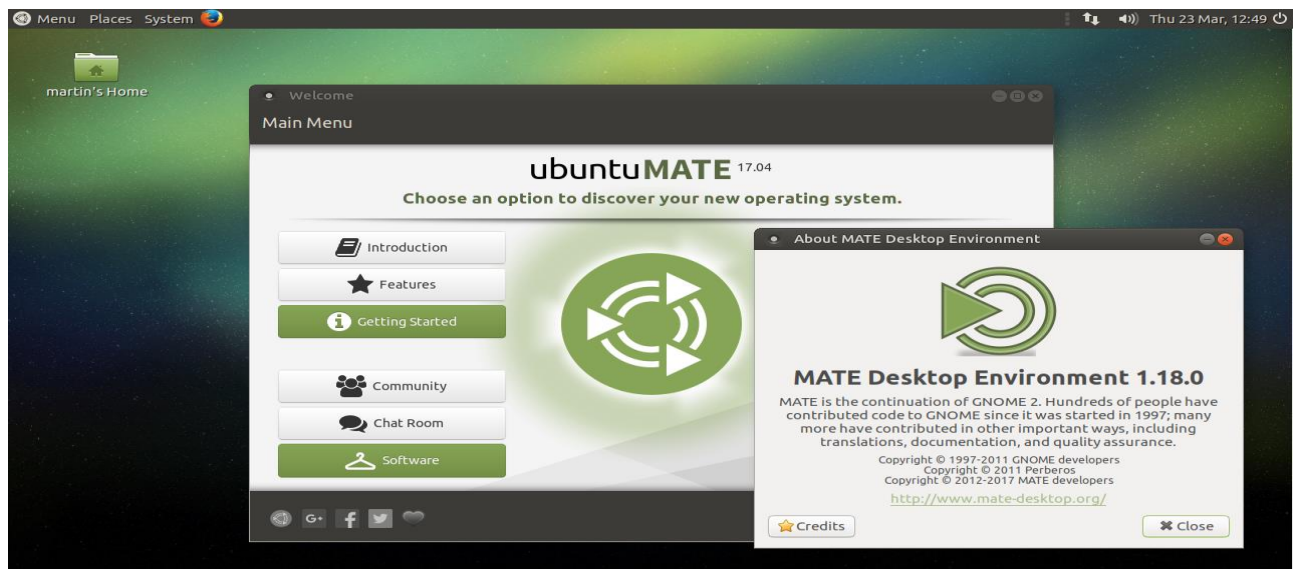 Menu Places System
Thu 23 Mar, 12:49
martin's Home
Welcome
Main Menu
ubuntuMATE 17.04
Choose an option to discover your new operating system.
Introduction
Features
Getting Started
Community
Chat Room
Software
G+ f
About MATE Desktop Environment
MATE Desktop Environment 1.18.0
MATE is the continuation of GNOME 2. Hundreds of people have
contributed code to GNOME since it was started in 1997; many
more have contributed in other important ways, including
translations, documentation, and quality assurance.
Copyright © 1997-2011 GNOME developers
Copyright © 2011 Perberos
Copyright © 2012-2017 MATE developers
http://www.mate-desktop.org/
Credits
Close